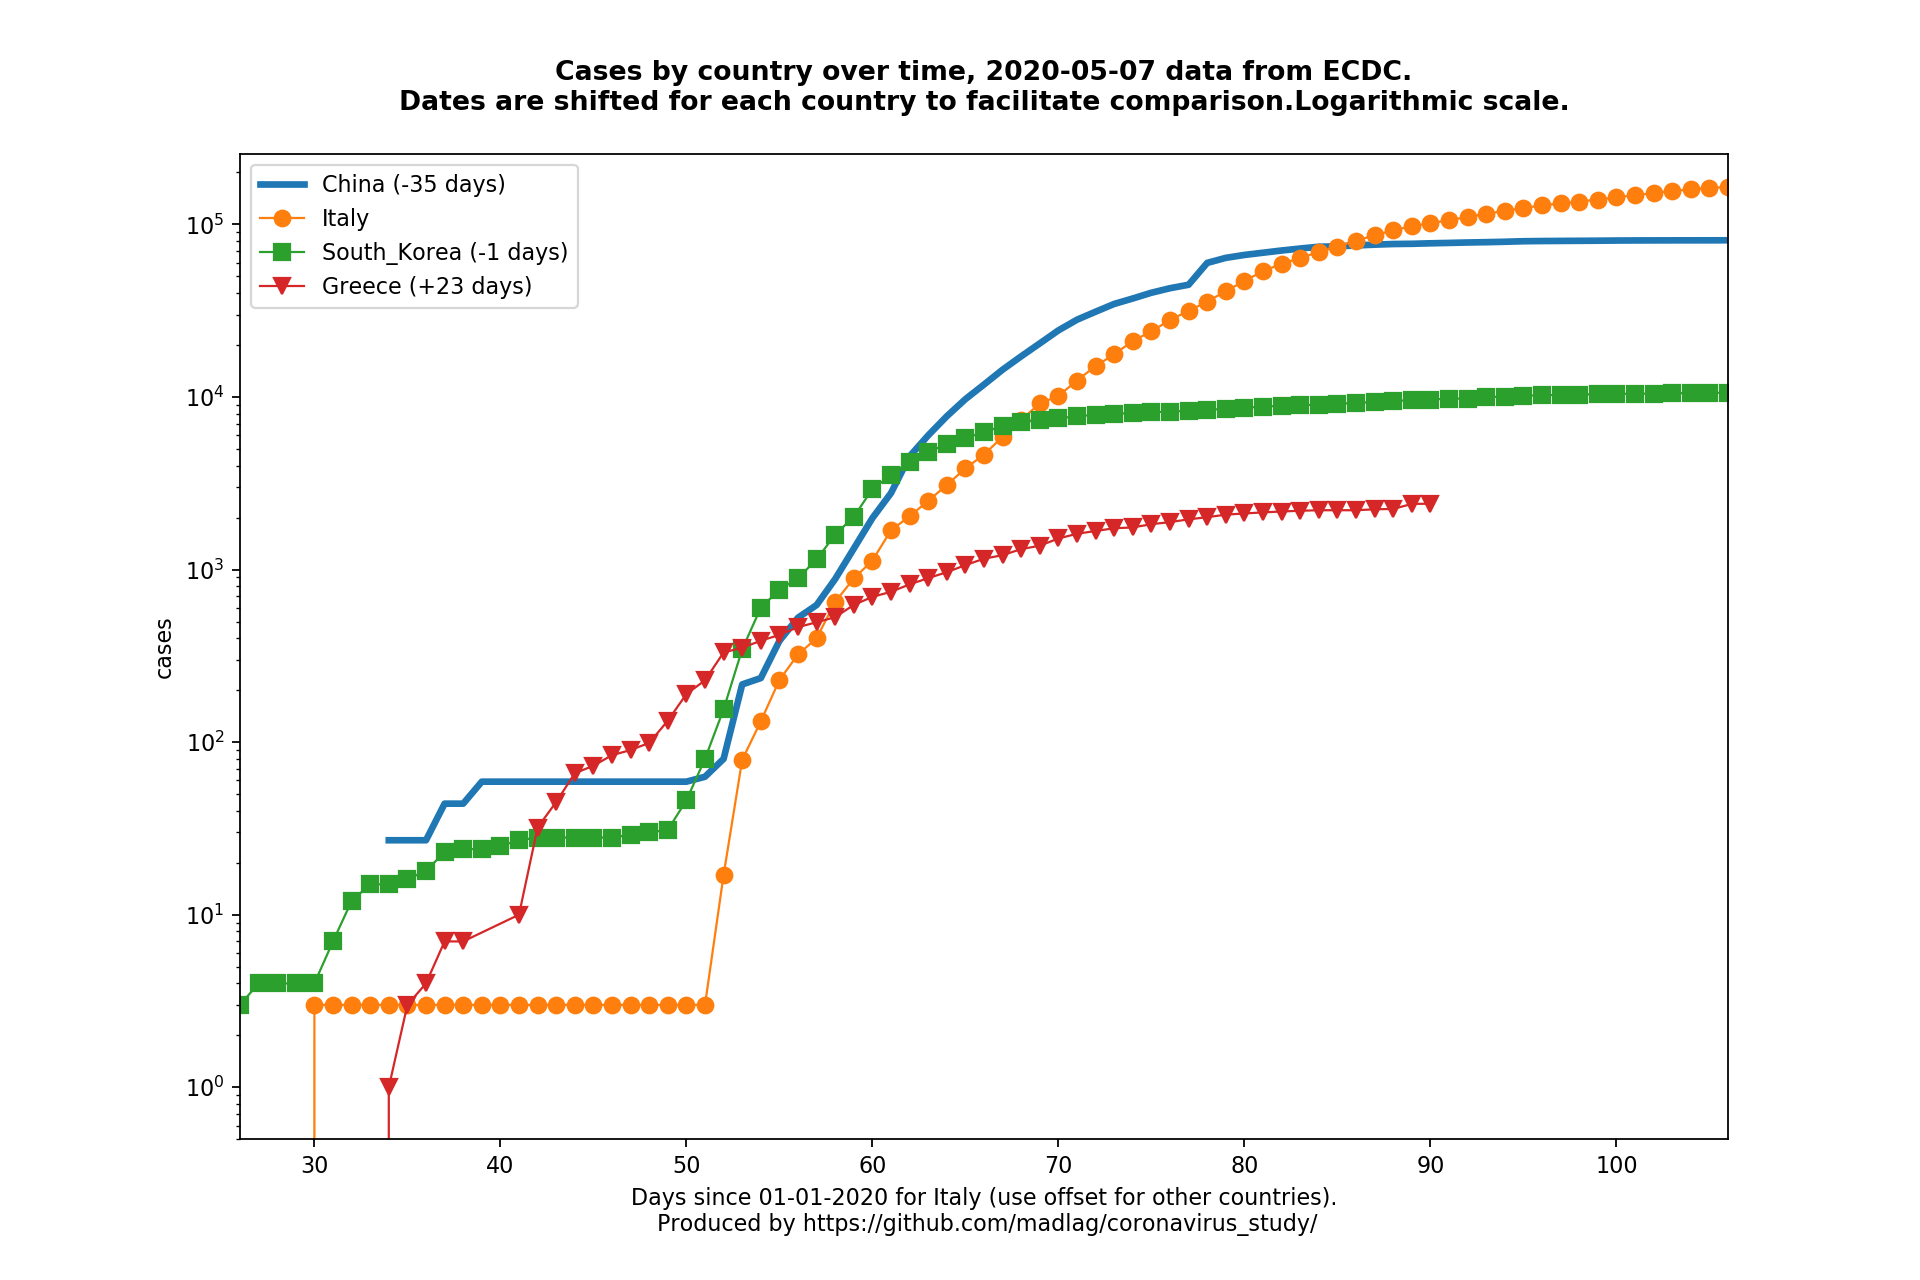 Cases by country over time, 2020-05-07 data from ECDC.
Dates are shifted for each country to facilitate comparison.Logarithmic scale.
China (-35 days)
Italy
South_Korea (-1 days)
Greece (+23 days)
10^5
10^4
10^3
10^2
10^1
10^0
cases
30 40 50 60 70 80 90 100
Days since 01-01-2020 for Italy (use offset for other countries).
Produced by https://github.com/madlag/coronavirus_study/